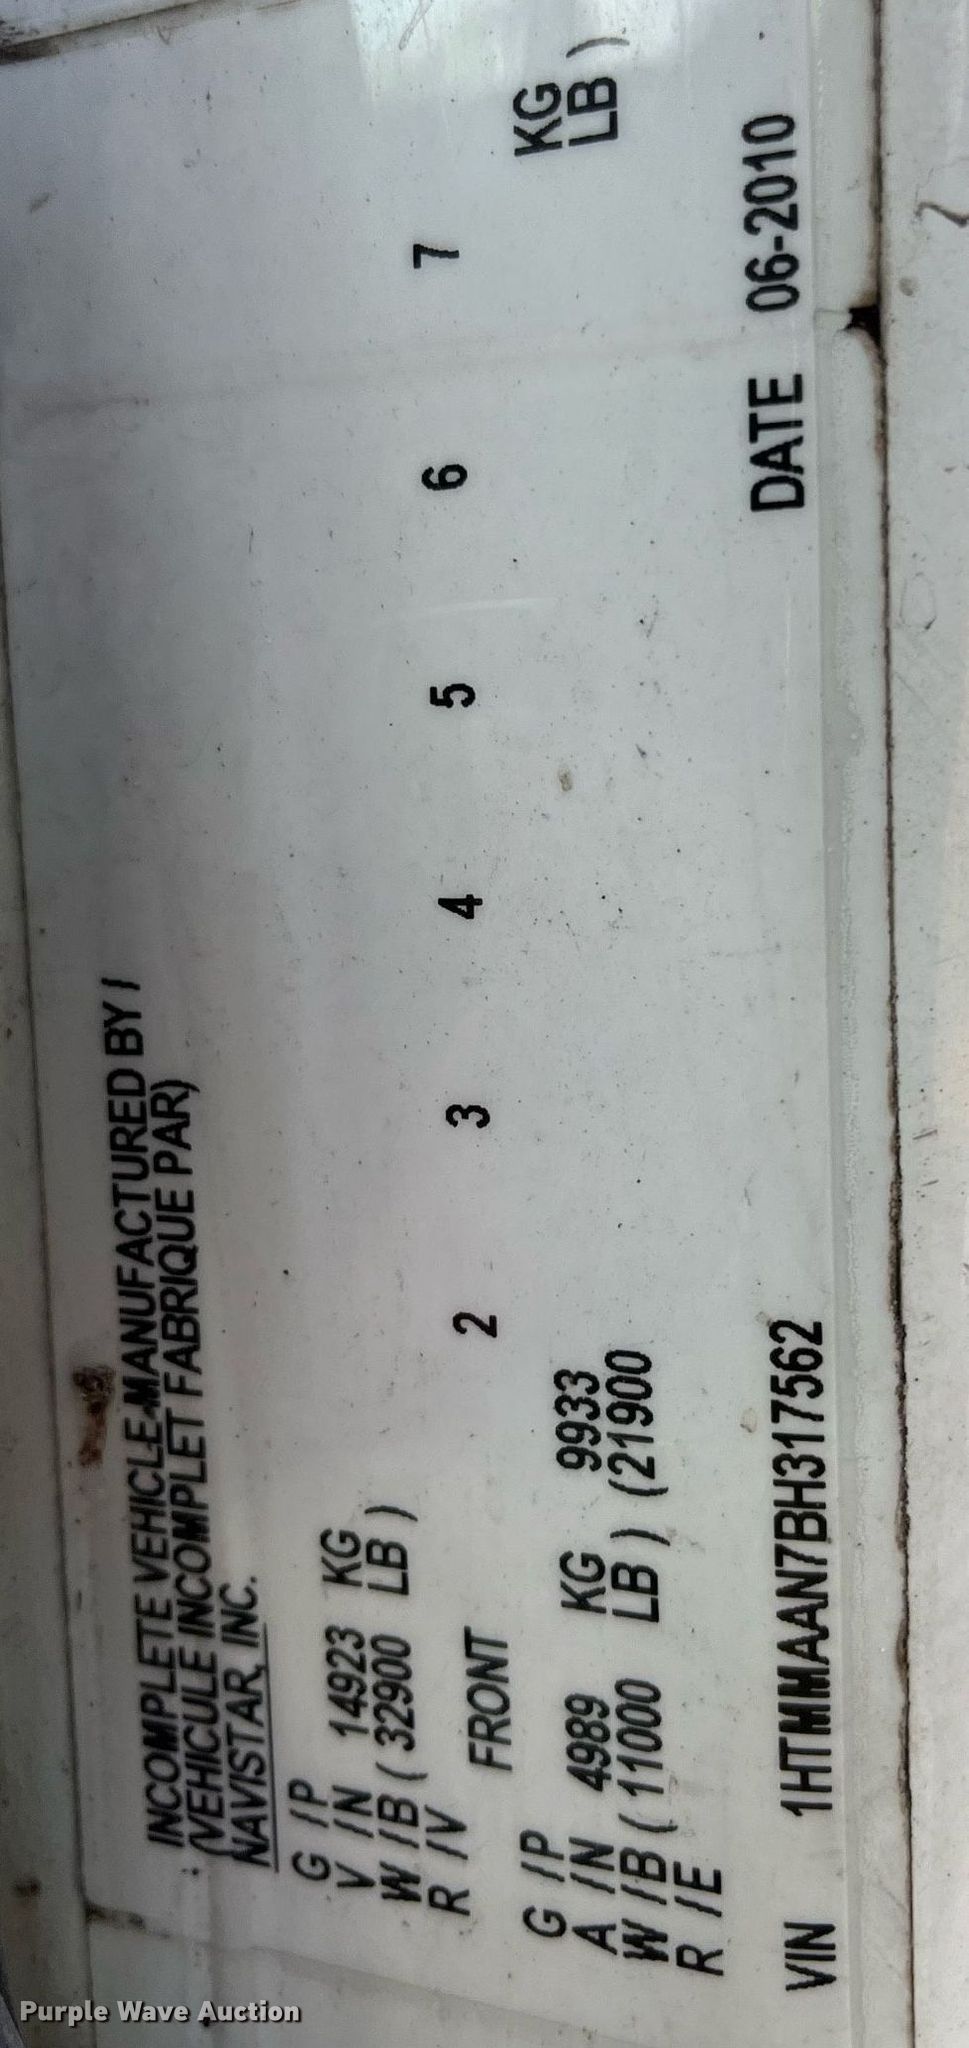 INCOMPLETE VEHICLE MANUFACTURED BY /
(VEHICULE INCOMPLET FABRIQUE PAR)
NAVISTAR, INC.
G /P
V /N 14923 KG
W /B ( 32900 LB )
R /V
FRONT 2 3 4 5 6 7
G /P
A /N 4989 KG 9933 KG
W /B ( 11000 LB ) (21900 LB )
R /E
VIN 1HTMMAAN7BH317562 DATE 06-2010
Purple Wave Auction